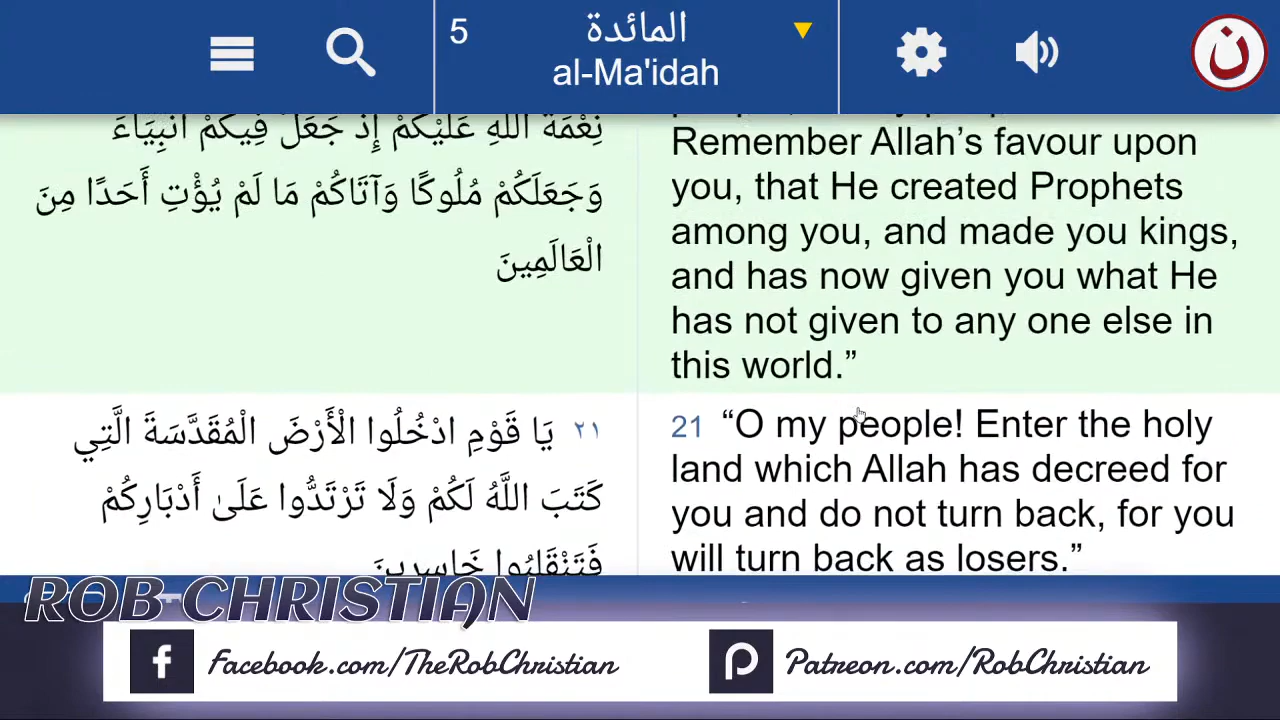 5
المائدة
al-Ma'idah
ن
نِعْمَةَ اللَّهِ عَلَيْكُمْ إِذْ جَعَلَ فِيكُمْ أَنْبِيَاءَ
وَجَعَلَكُمْ مُلُوكًا وَآتَاكُمْ مَا لَمْ يُؤْتِ أَحَدًا مِنَ
الْعَالَمِينَ
Remember Allah’s favour upon
you, that He created Prophets
among you, and made you kings,
and has now given you what He
has not given to any one else in
this world.”
٢١ يَا قَوْمِ ادْخُلُوا الْأَرْضَ الْمُقَدَّسَةَ الَّتِي
كَتَبَ اللَّهُ لَكُمْ وَلَا تَرْتَدُّوا عَلَىٰ أَدْبَارِكُمْ
فَتَنْقَلِبُوا خَاسِرِينَ
21 “O my people! Enter the holy
land which Allah has decreed for
you and do not turn back, for you
will turn back as losers.”
ROB CHRISTIAN
Facebook.com/TheRobChristian
Patreon.com/RobChristian